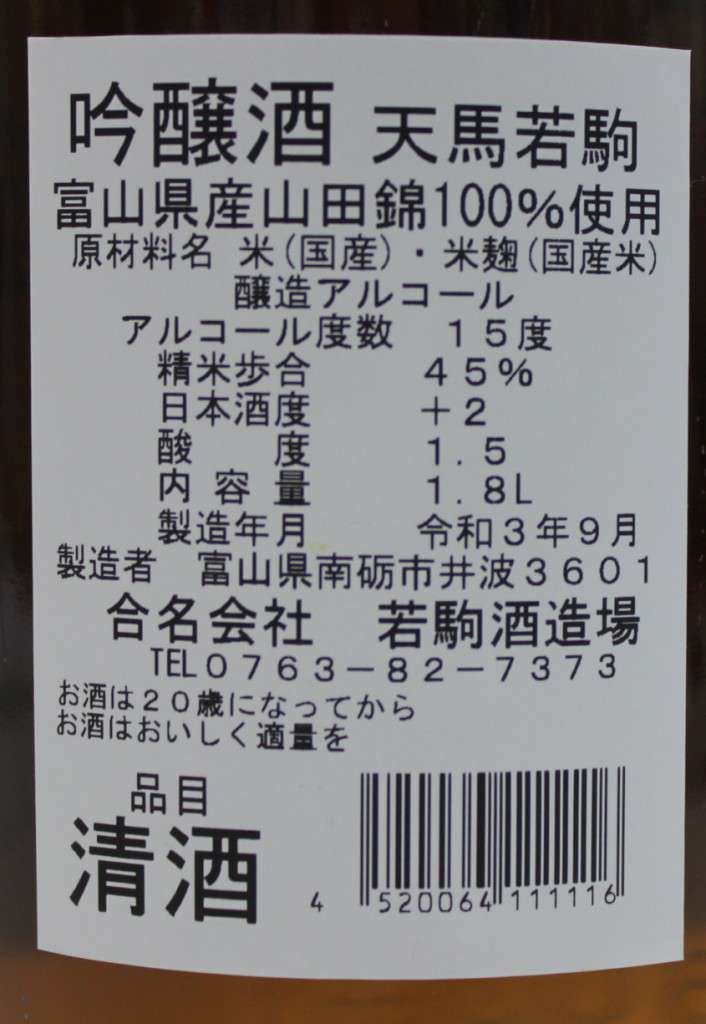 吟醸酒 天馬若駒
富山県産山田錦100%使用
原材料名 米(国産)・米麹(国産米)
醸造アルコール
アルコール度数 15度
精米歩合 45%
日本酒度 +2
酸度 1.5
内容量 1.8L
製造年月 令和3年9月
製造者 富山県南砺市井波3601
合名会社 若駒酒造場
TEL0763-82-7373
お酒は20歳になってから
お酒はおいしく適量を
品目
清酒
4 520064 111116